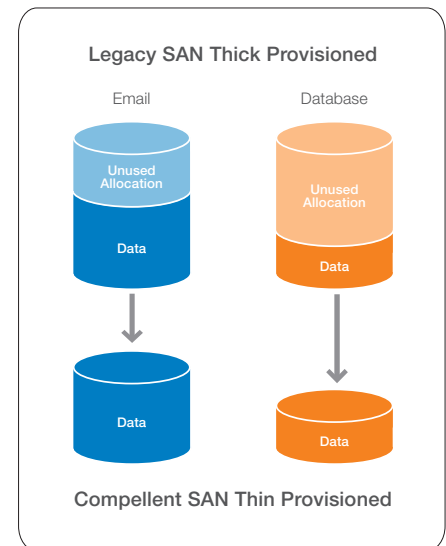 Legacy SAN Thick Provisioned
Email
Database
Unused
Allocation
Data
Unused
Allocation
Data
Data
Data
Compellent SAN Thin Provisioned